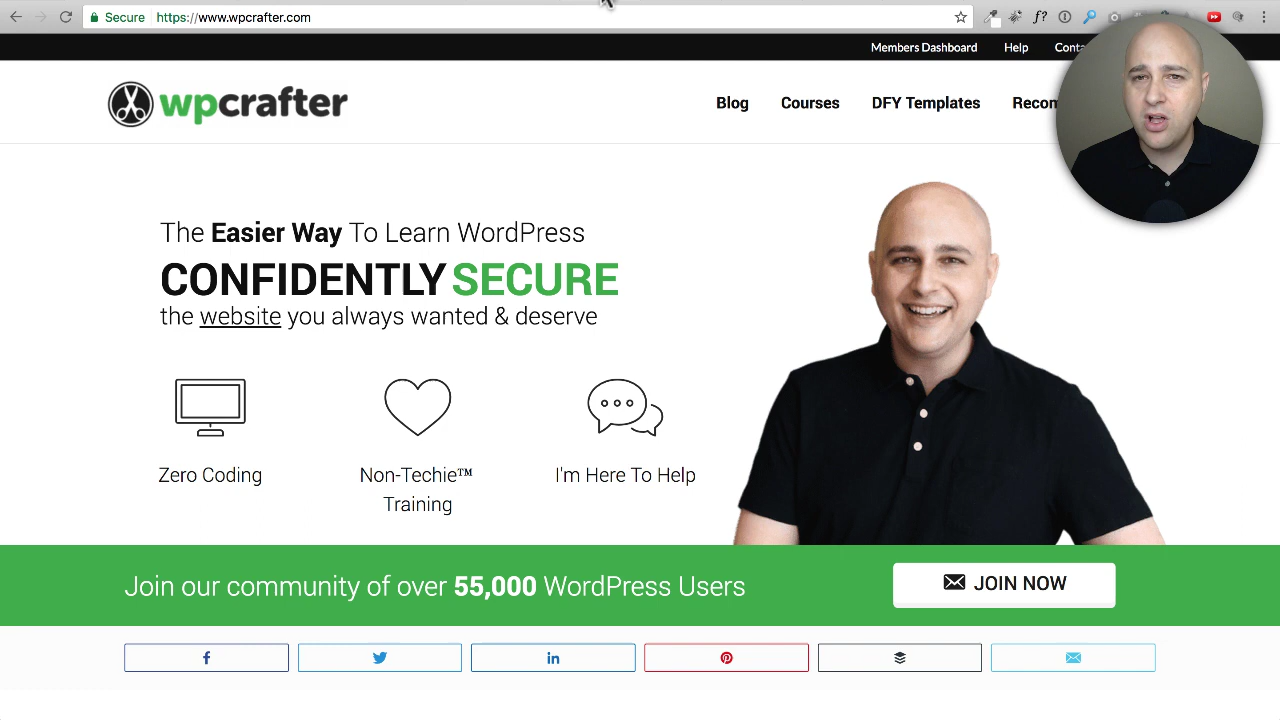 Secure https://www.wpcrafter.com
f?
Members Dashboard Help
wpcrafter
Blog Courses DFY Templates
The Easier Way To Learn WordPress
CONFIDENTLY SECURE
the website you always wanted & deserve
Zero Coding
Non-Techie™
Training
I'm Here To Help
Join our community of over 55,000 WordPress Users
JOIN NOW